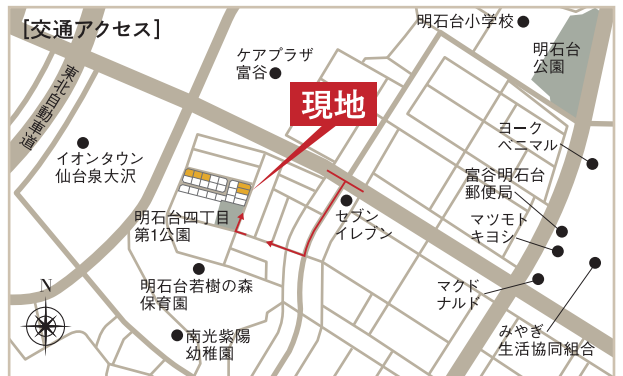 [交通アクセス]
明石台小学校
明石台
公園
ケアプラザ
富谷
東北自動車道
現地
ヨーク
ベニマル
イオンタウン
仙台泉大沢
富谷明石台
郵便局
マツモト
キヨシ
明石台四丁目
第1公園
セブン
イレブン
明石台若樹の森
保育園
マクド
ナルド
N
南光紫陽
幼稚園
みやぎ
生活協同組合